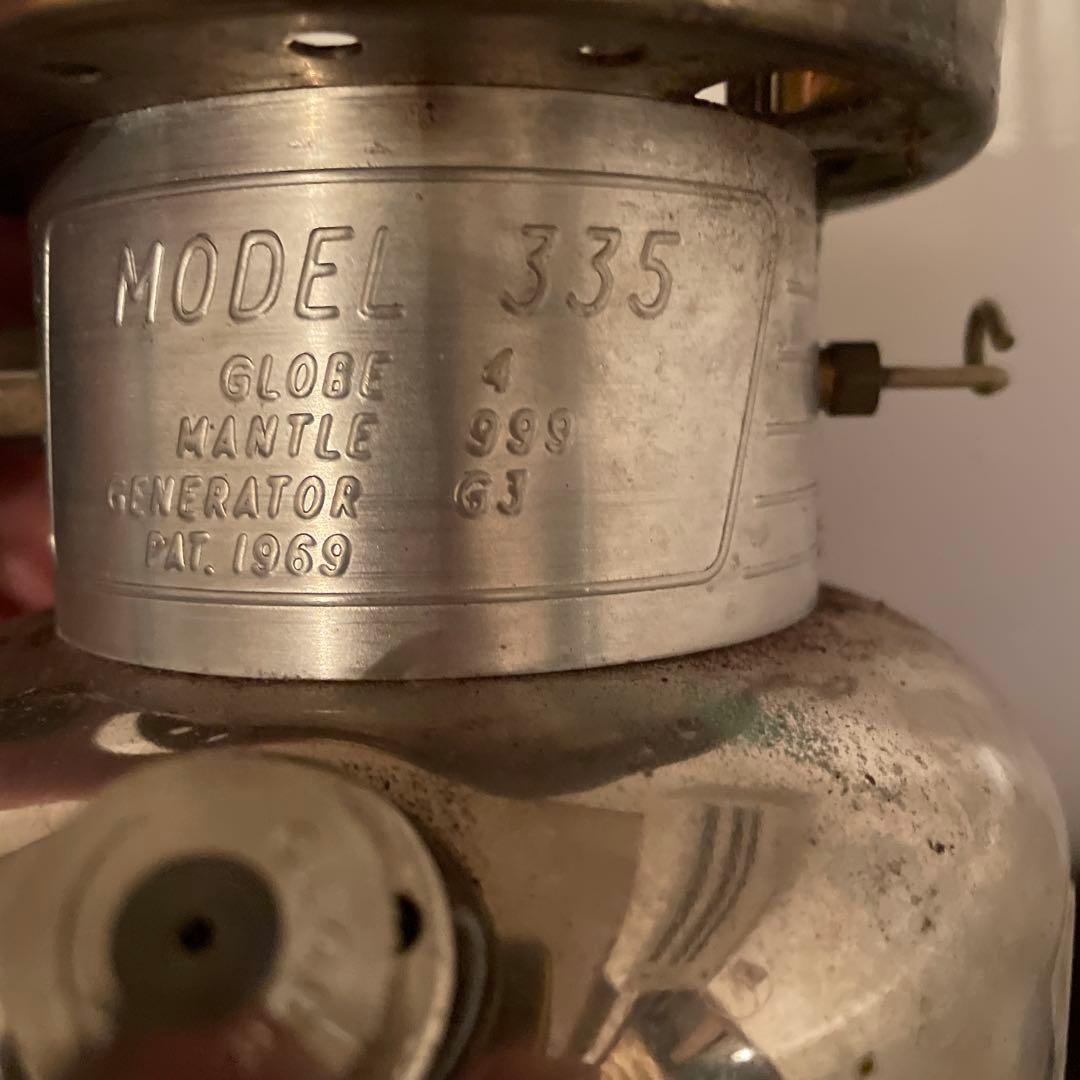 MODEL 335
GLOBE 4
MANTLE 999
GENERATOR G3
PAT. 1969